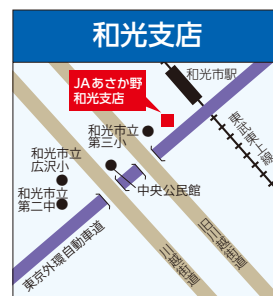 和光支店
JAあさか野
和光支店
和光市駅
東武東上線
和光市立
第三小
和光市立
広沢小
中央公民館
和光市立
第二中
東京外環自動車道
川越街道
旧川越街道